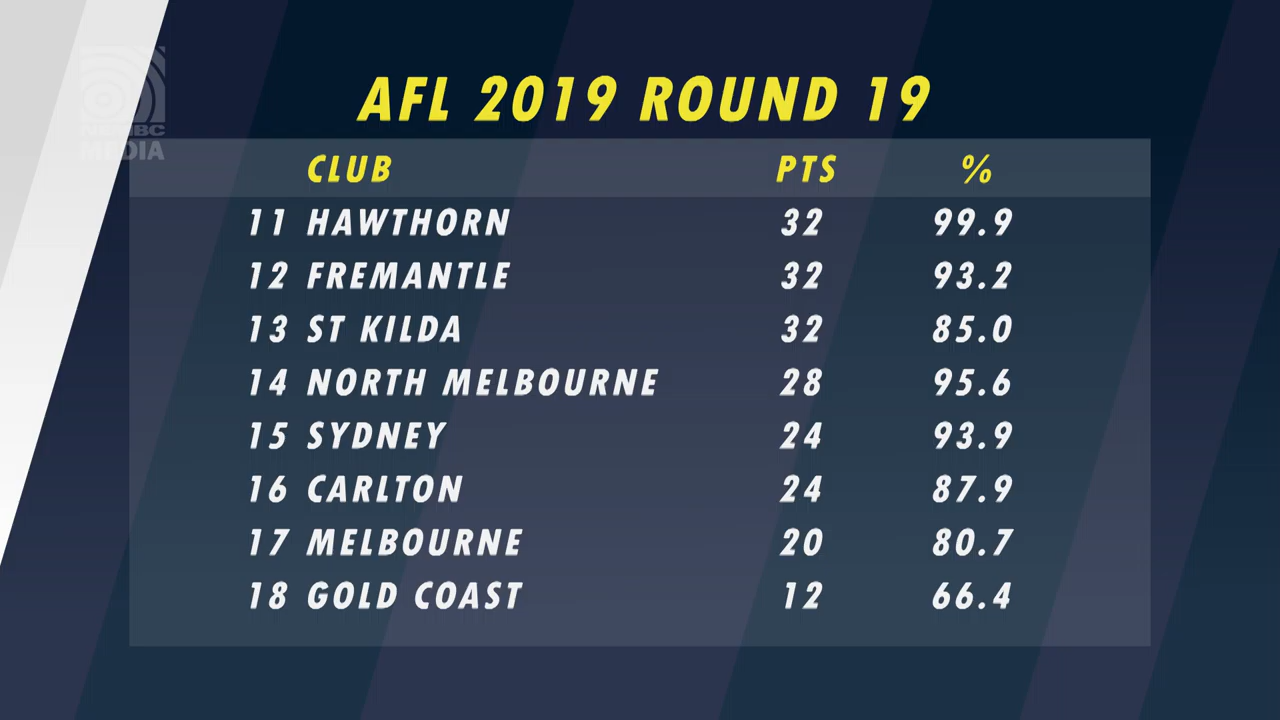 AFL 2019 ROUND 19
CLUB PTS %
11 HAWTHORN 32 99.9
12 FREMANTLE 32 93.2
13 ST KILDA 32 85.0
14 NORTH MELBOURNE 28 95.6
15 SYDNEY 24 93.9
16 CARLTON 24 87.9
17 MELBOURNE 20 80.7
18 GOLD COAST 12 66.4
MEDIA